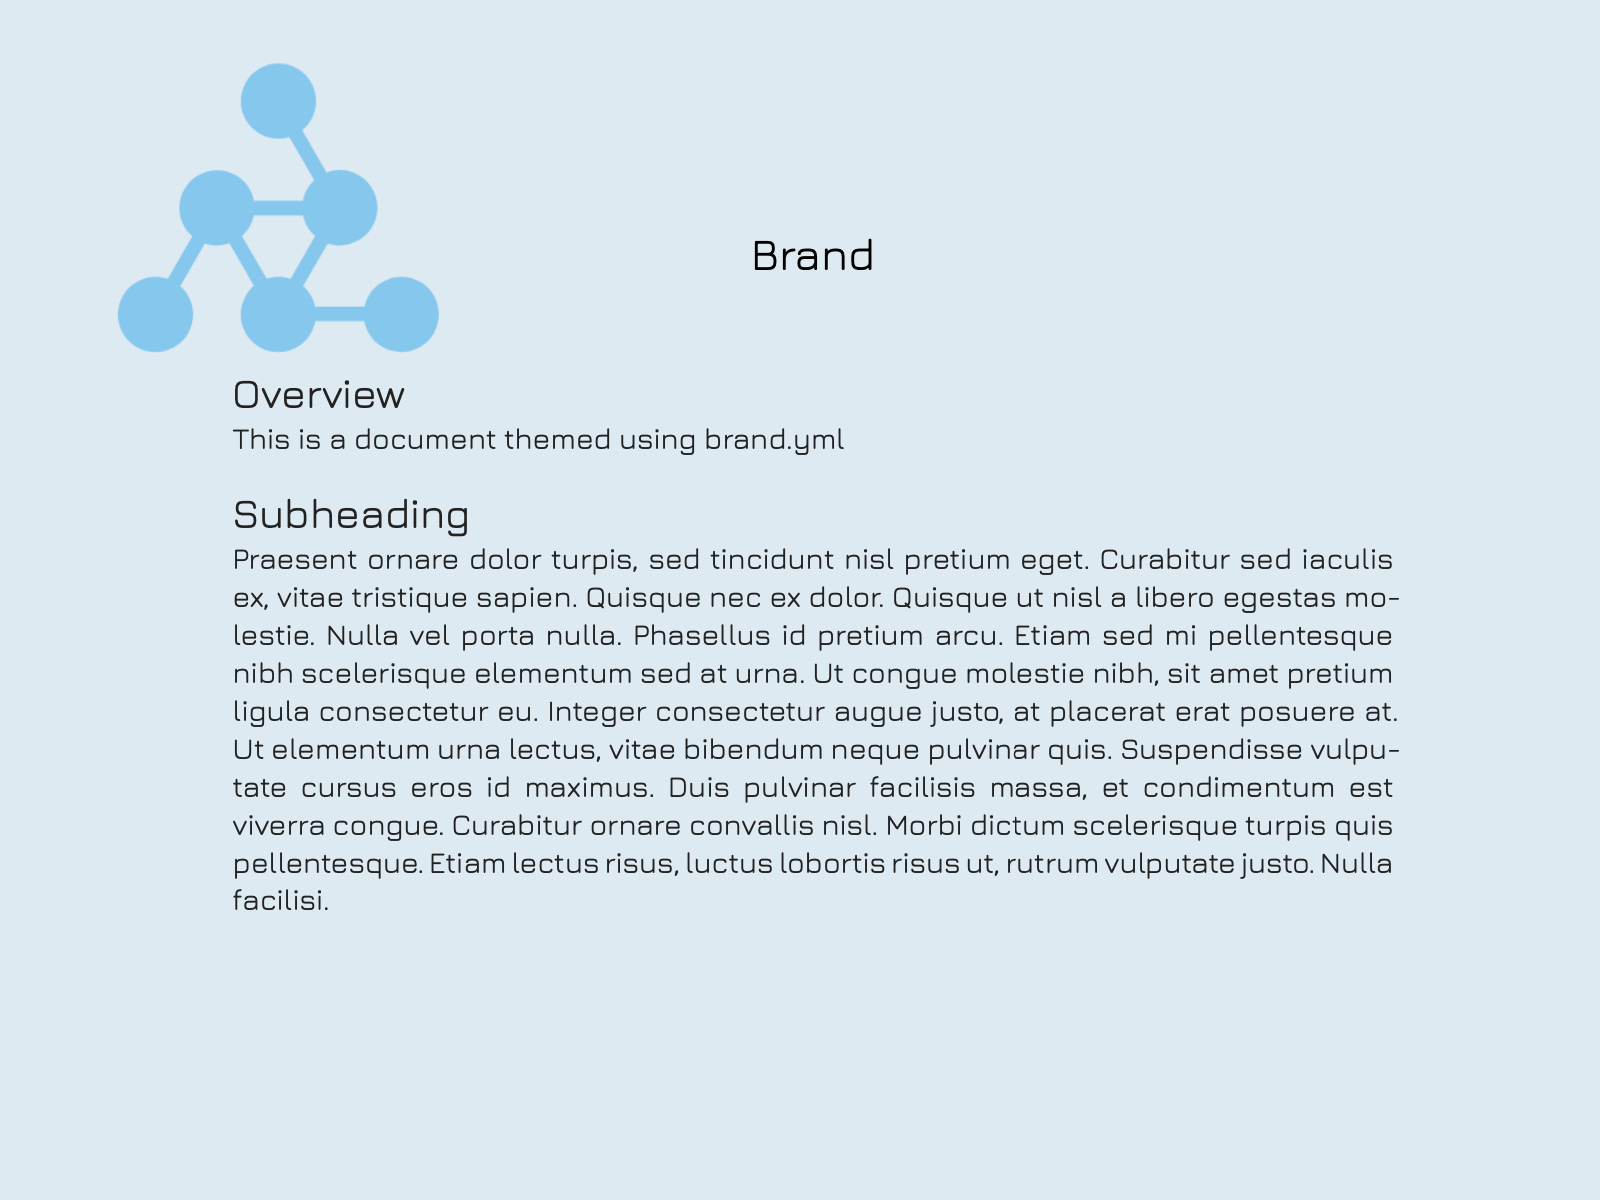 Brand
Overview
This is a document themed using brand.yml
Subheading
Praesent ornare dolor turpis, sed tincidunt nisl pretium eget. Curabitur sed iaculis
ex, vitae tristique sapien. Quisque nec ex dolor. Quisque ut nisl a libero egestas mo-
lestie. Nulla vel porta nulla. Phasellus id pretium arcu. Etiam sed mi pellentesque
nibh scelerisque elementum sed at urna. Ut congue molestie nibh, sit amet pretium
ligula consectetur eu. Integer consectetur augue justo, at placerat erat posuere at.
Ut elementum urna lectus, vitae bibendum neque pulvinar quis. Suspendisse vulpu-
tate cursus eros id maximus. Duis pulvinar facilisis massa, et condimentum est
viverra congue. Curabitur ornare convallis nisl. Morbi dictum scelerisque turpis quis
pellentesque. Etiam lectus risus, luctus lobortis risus ut, rutrum vulputate justo. Nulla
facilisi.